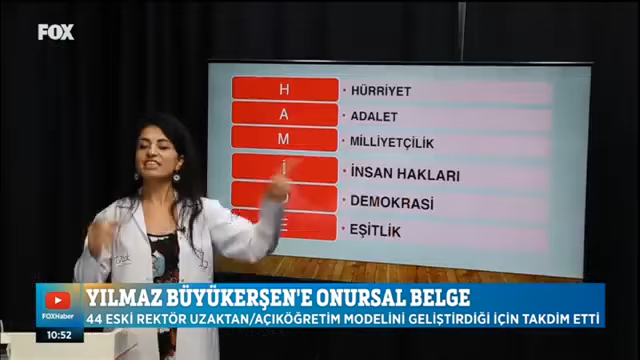 FOX
H
HÜRRİYET
A
ADALET
M
MİLLİYETÇİLİK
İ
İNSAN HAKLARI
D
DEMOKRASİ
E
EŞİTLİK
FOXHaber
10:52
YILMAZ BÜYÜKERŞEN'E ONURSAL BELGE
44 ESKİ REKTÖR UZAKTAN/AÇIKÖĞRETİM MODELİNİ GELİŞTİRDİĞİ İÇİN TAKDİM ETTİ